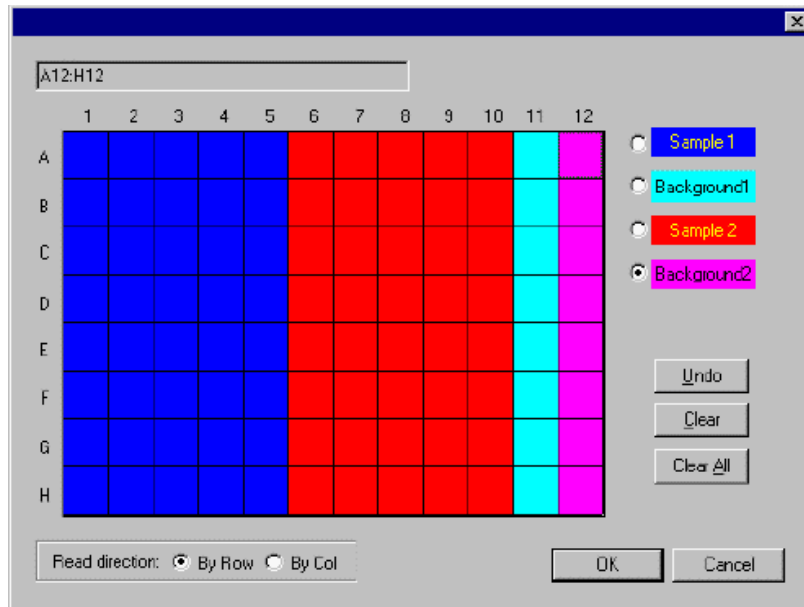 A12:H12
1 2 3 4 5 6 7 8 9 10 11 12
A
B
C
D
E
F
G
H
Sample 1
Background1
Sample 2
Background2
Undo
Clear
Clear All
Read direction: By Row By Col
OK Cancel